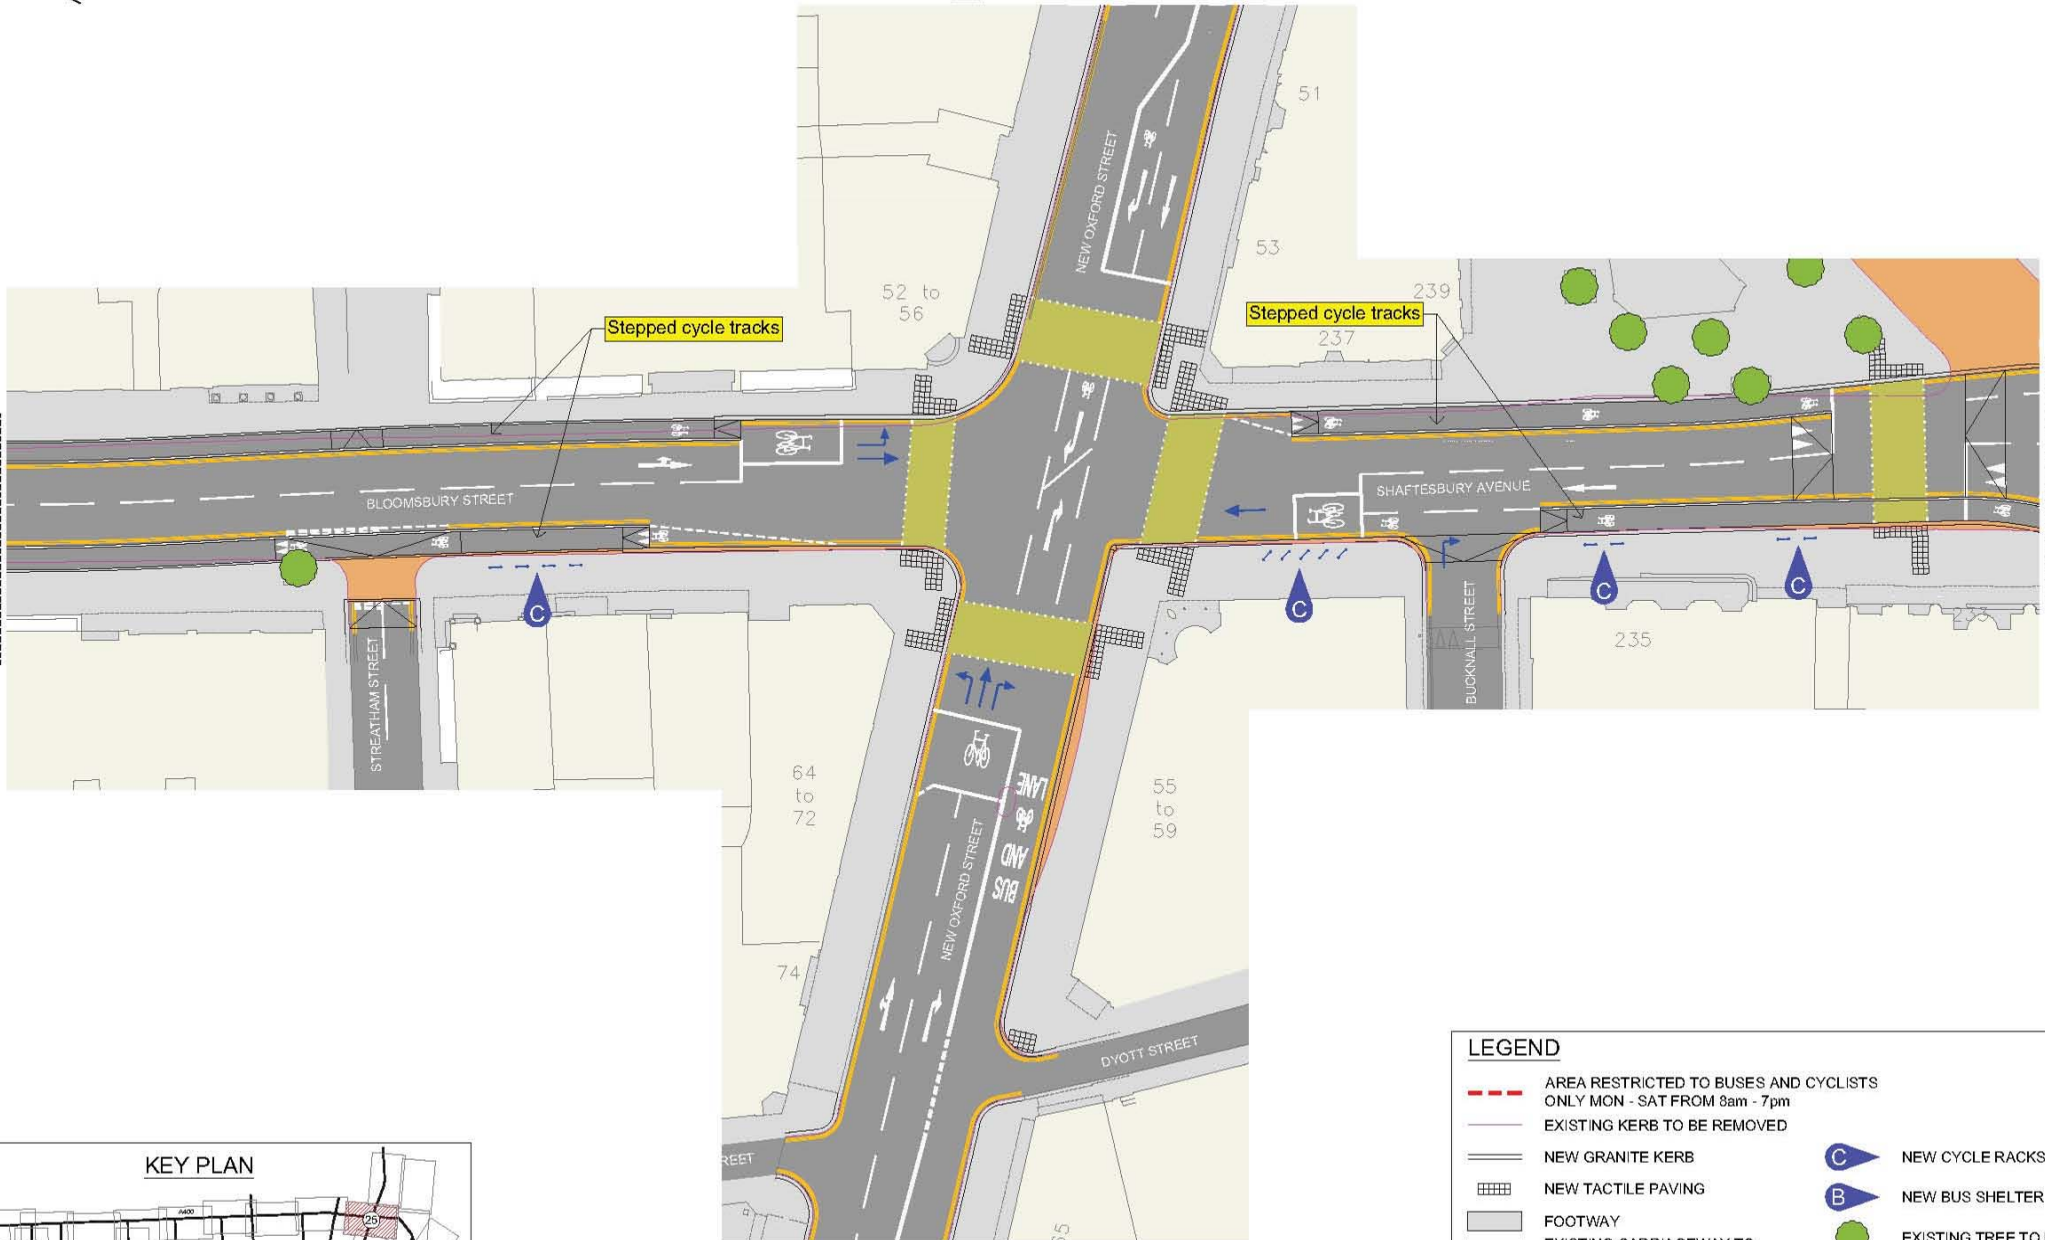 51
NEW OXFORD STREET
53
52 to
56
239
Stepped cycle tracks
Stepped cycle tracks
237
BLOOMSBURY STREET
SHAFTESBURY AVENUE
C
C
C
C
STREATHAM STREET
BUCKNALL STREET
235
64
to
72
LANE
AND
BUS
55
to
59
NEW OXFORD STREET
74
DYOTT STREET
REET
KEY PLAN
A400
25
LEGEND
AREA RESTRICTED TO BUSES AND CYCLISTS
ONLY MON - SAT FROM 8am - 7pm
EXISTING KERB TO BE REMOVED
NEW GRANITE KERB
C NEW CYCLE RACKS
NEW TACTILE PAVING
B NEW BUS SHELTER
FOOTWAY